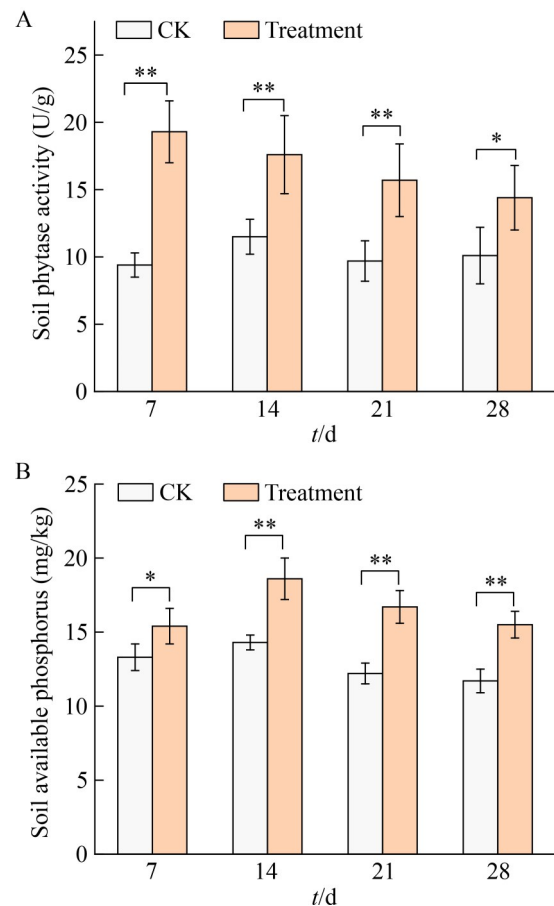 A
CK Treatment
25
20
15
10
5
0
Soil phytase activity (U/g)
** ** ** *
7 14 21 28
t/d
B
CK Treatment
25
20
15
10
5
0
Soil available phosphorus (mg/kg)
* ** ** **
7 14 21 28
t/d